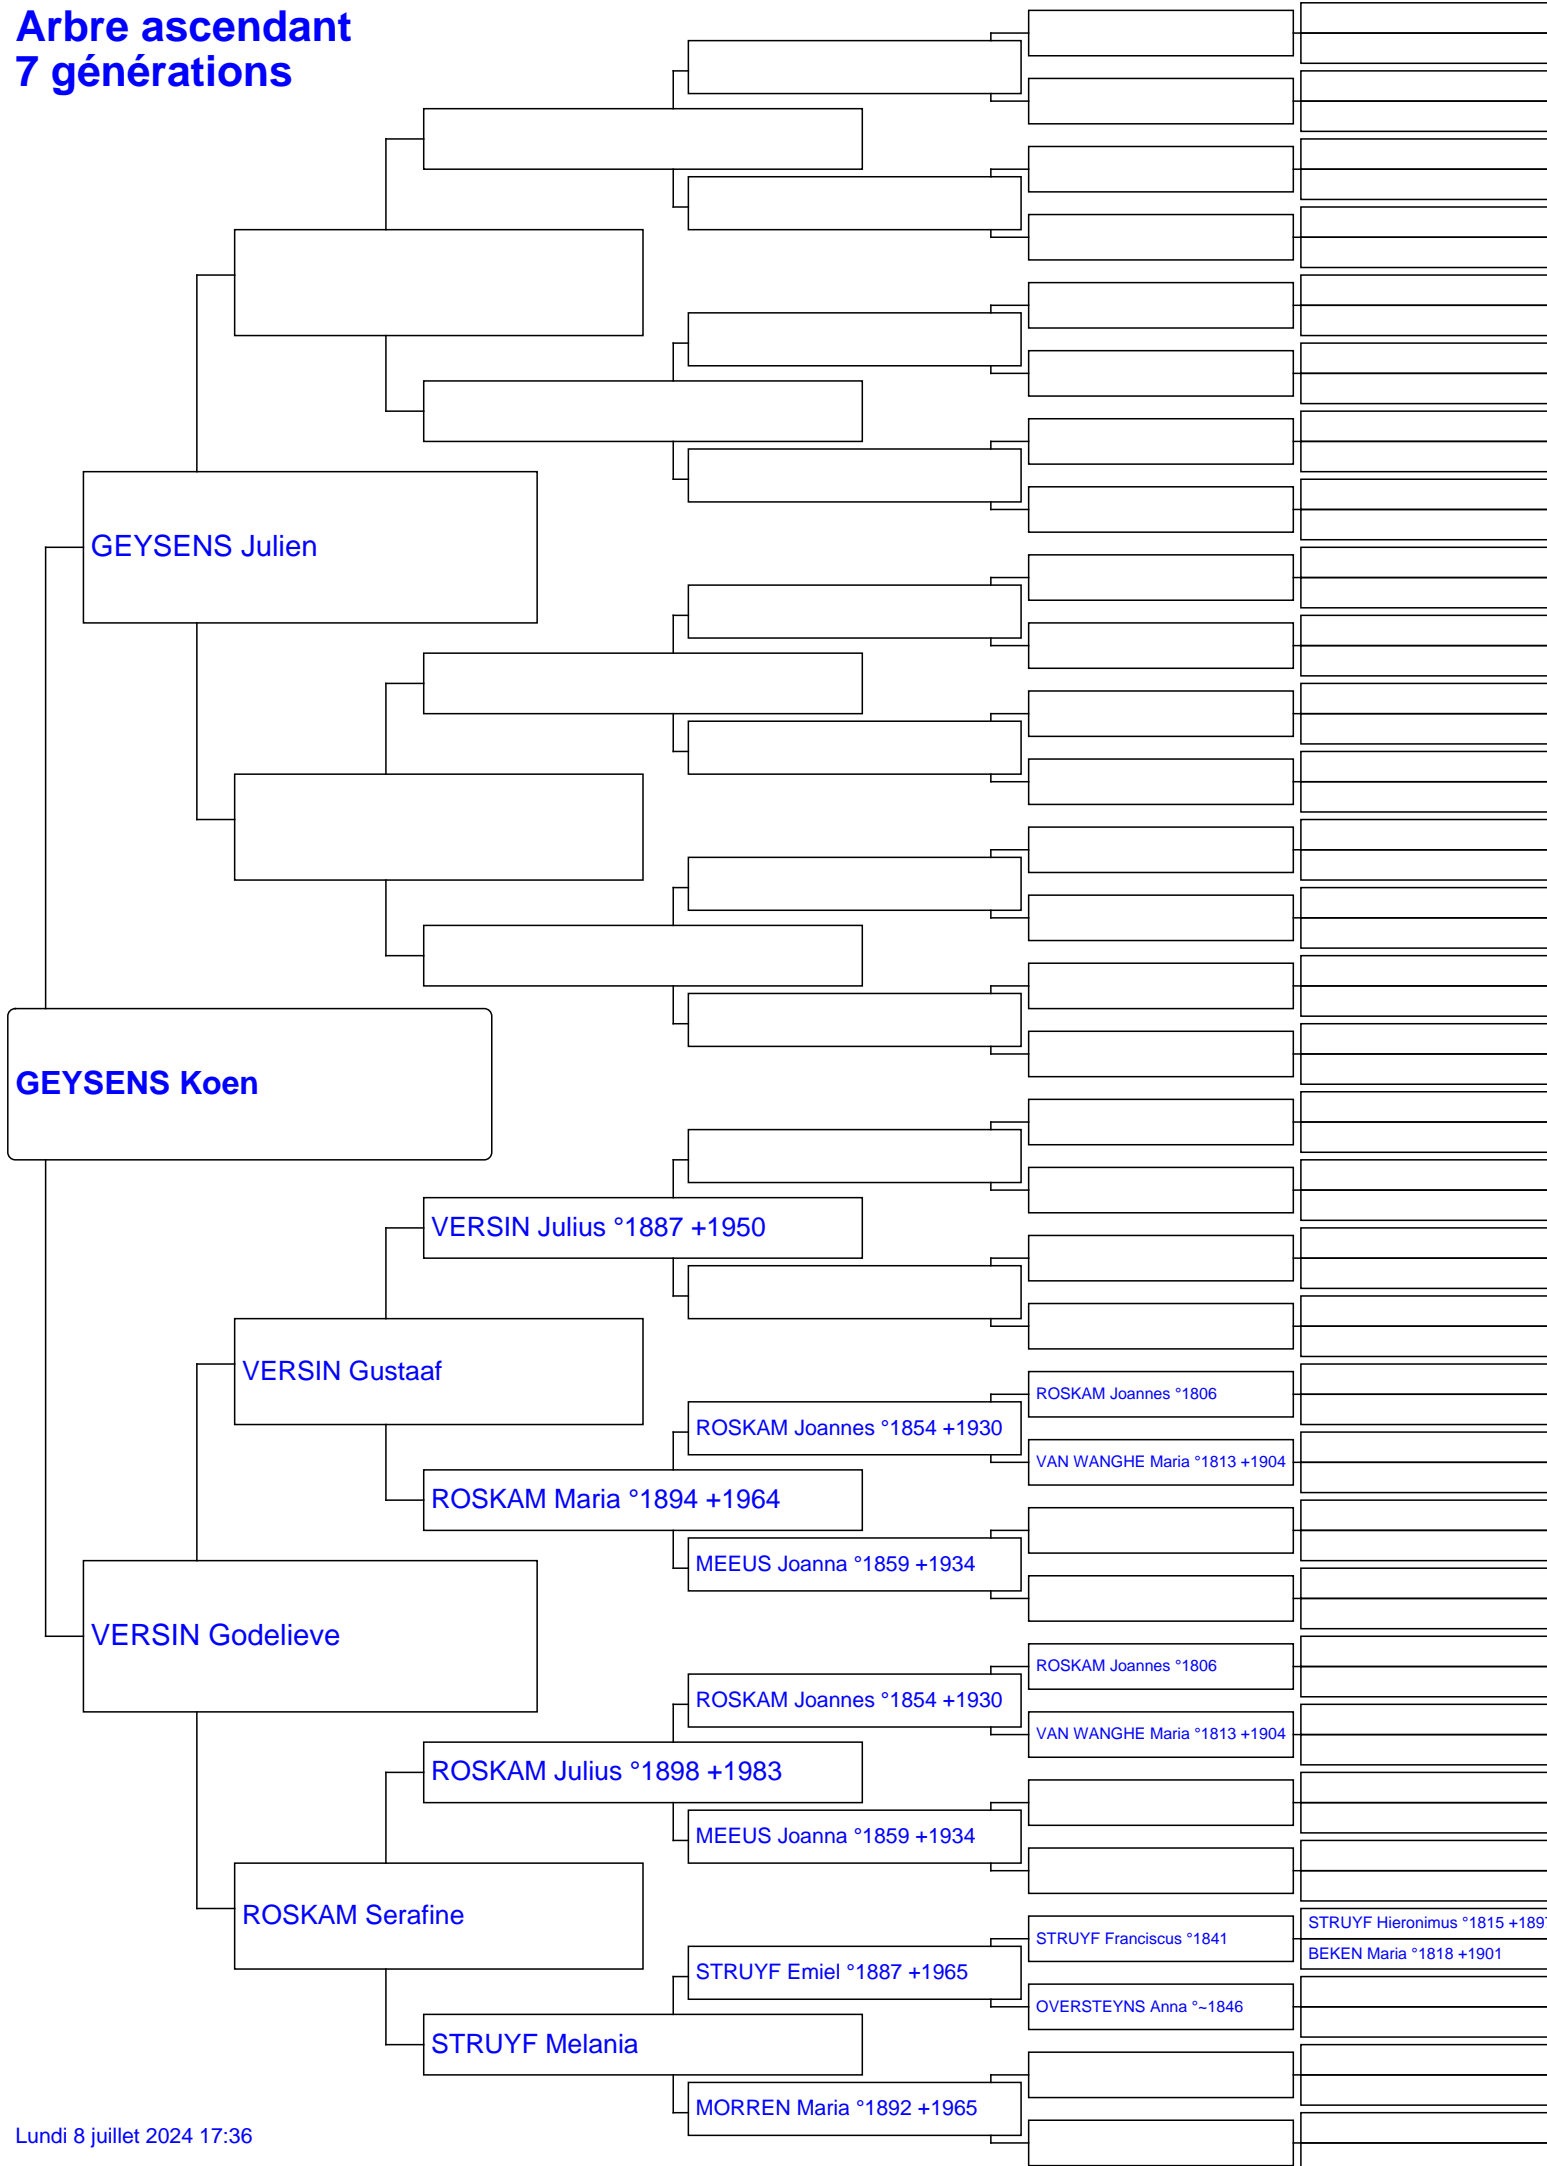 Arbre ascendant
7 générations
GEYSENS Julien
GEYSENS Koen
VERSIN Julius °1887 +1950
VERSIN Gustaaf
ROSKAM Joannes °1806
ROSKAM Joannes °1854 +1930
VAN WANGHE Maria °1813 +1904
ROSKAM Maria °1894 +1964
MEEUS Joanna °1859 +1934
VERSIN Godelieve
ROSKAM Joannes °1806
ROSKAM Joannes °1854 +1930
VAN WANGHE Maria °1813 +1904
ROSKAM Julius °1898 +1983
MEEUS Joanna °1859 +1934
ROSKAM Serafine
STRUYF Hieronimus °1815 +1897
STRUYF Franciscus °1841
BEKEN Maria °1818 +1901
STRUYF Emiel °1887 +1965
OVERSTEYNS Anna °~1846
STRUYF Melania
MORREN Maria °1892 +1965
Lundi 8 juillet 2024 17:36